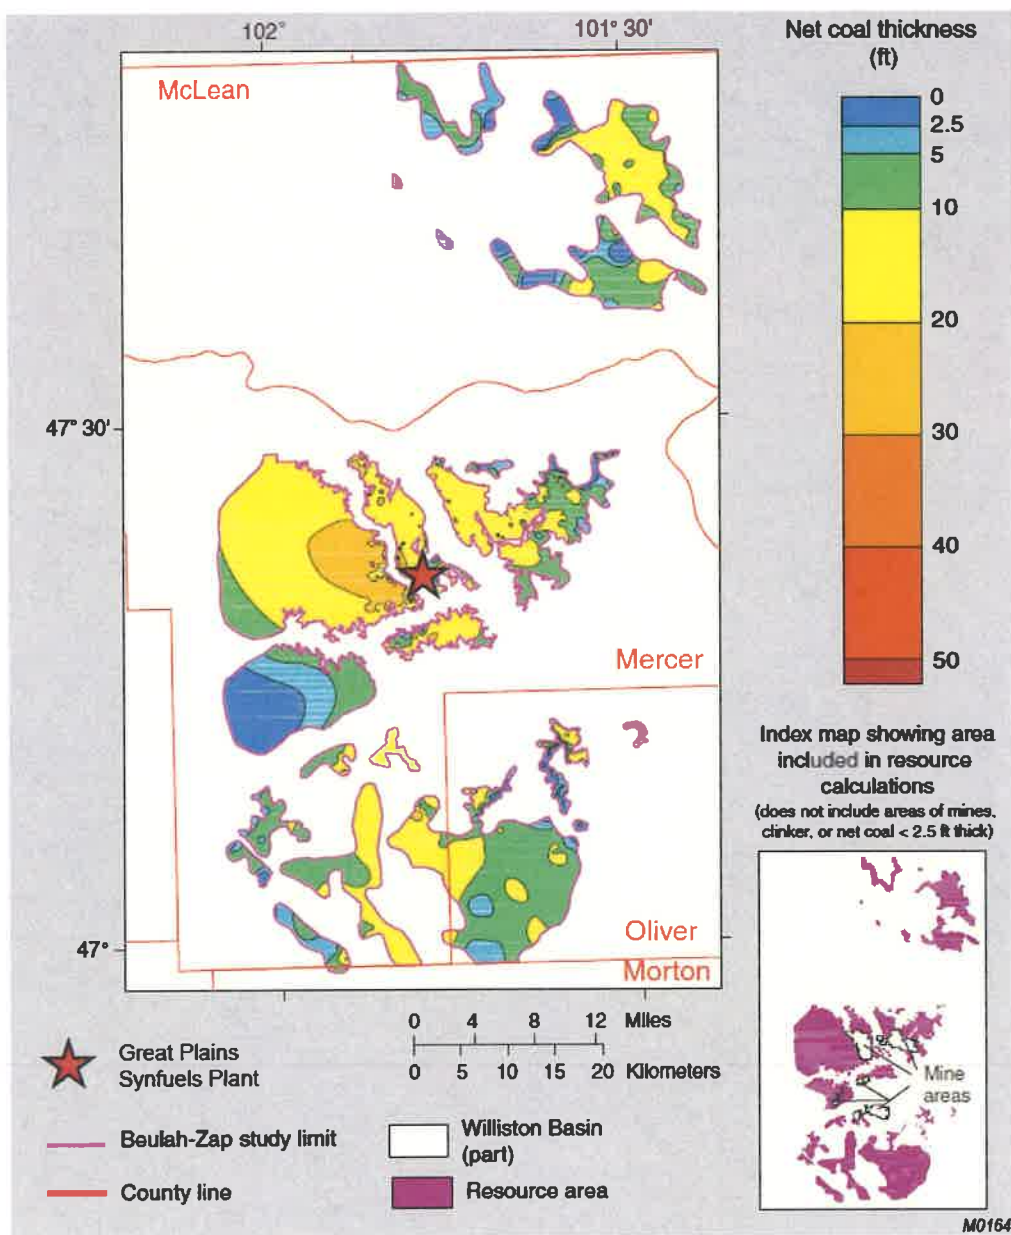 102°
101° 30'
Net coal thickness
(ft)
McLean
0
2.5
5
10
20
30
40
50
47° 30'
Mercer
Index map showing area
included in resource
calculations
(does not include areas of mines,
clinker, or net coal < 2.5 ft thick)
Oliver
47°
Morton
0 4 8 12 Miles
0 5 10 15 20 Kilometers
Great Plains
Synfuels Plant
Mine
areas
Beulah-Zap study limit
Williston Basin
(part)
County line
Resource area
M0164